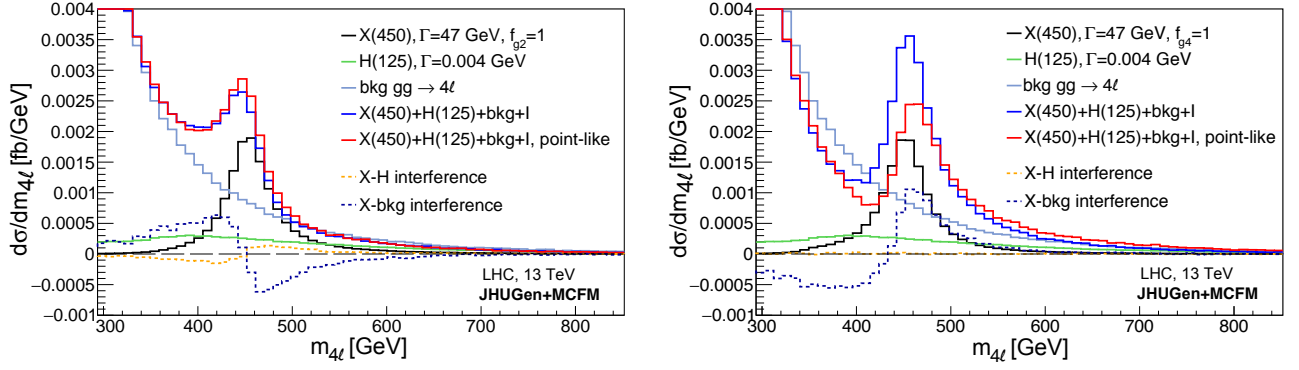 0.004
0.0035
0.003
0.0025
0.002
0.0015
0.001
0.0005
0
−0.0005
−0.001
dσ/dm4ℓ [fb/GeV]
X(450), Γ=47 GeV, fg2=1
H(125), Γ=0.004 GeV
bkg gg → 4ℓ
X(450)+H(125)+bkg+I
X(450)+H(125)+bkg+I, point-like
X-H interference
X-bkg interference
LHC, 13 TeV
JHUGen+MCFM
300 400 500 600 700 800
m4ℓ [GeV]
0.004
0.0035
0.003
0.0025
0.002
0.0015
0.001
0.0005
0
−0.0005
−0.001
dσ/dm4ℓ [fb/GeV]
X(450), Γ=47 GeV, fg4=1
H(125), Γ=0.004 GeV
bkg gg → 4ℓ
X(450)+H(125)+bkg+I
X(450)+H(125)+bkg+I, point-like
X-H interference
X-bkg interference
LHC, 13 TeV
JHUGen+MCFM
300 400 500 600 700 800
m4ℓ [GeV]